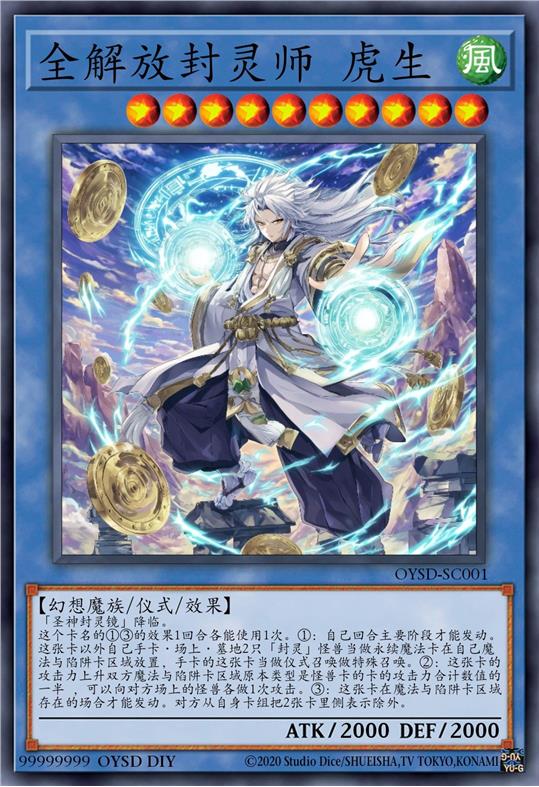 全解放封灵师 虎生
風
OYSD-SC001
【幻想魔族/仪式/效果】
「圣神封灵镜」降临。
这个卡名的①③的效果1回合各能使用1次。①：自己回合主要阶段才能发动。
这张卡以外自己手卡·场上·墓地2只「封灵」怪兽当做永续魔法卡在自己魔
法与陷阱卡区域放置，手卡的这张卡当做仪式召唤做特殊召唤。②：这张卡的
攻击力上升双方魔法与陷阱卡区域原本类型是怪兽卡的卡的攻击力合计数值的
一半，可以向对方场上的怪兽各做1次攻击。③：这张卡在魔法与陷阱卡区域
存在的场合才能发动。对方从自身卡组把2张卡里侧表示除外。
ATK/2000 DEF/2000
99999999 OYSD DIY
©2020 Studio Dice/SHUEISHA,TV TOKYO,KONAMI